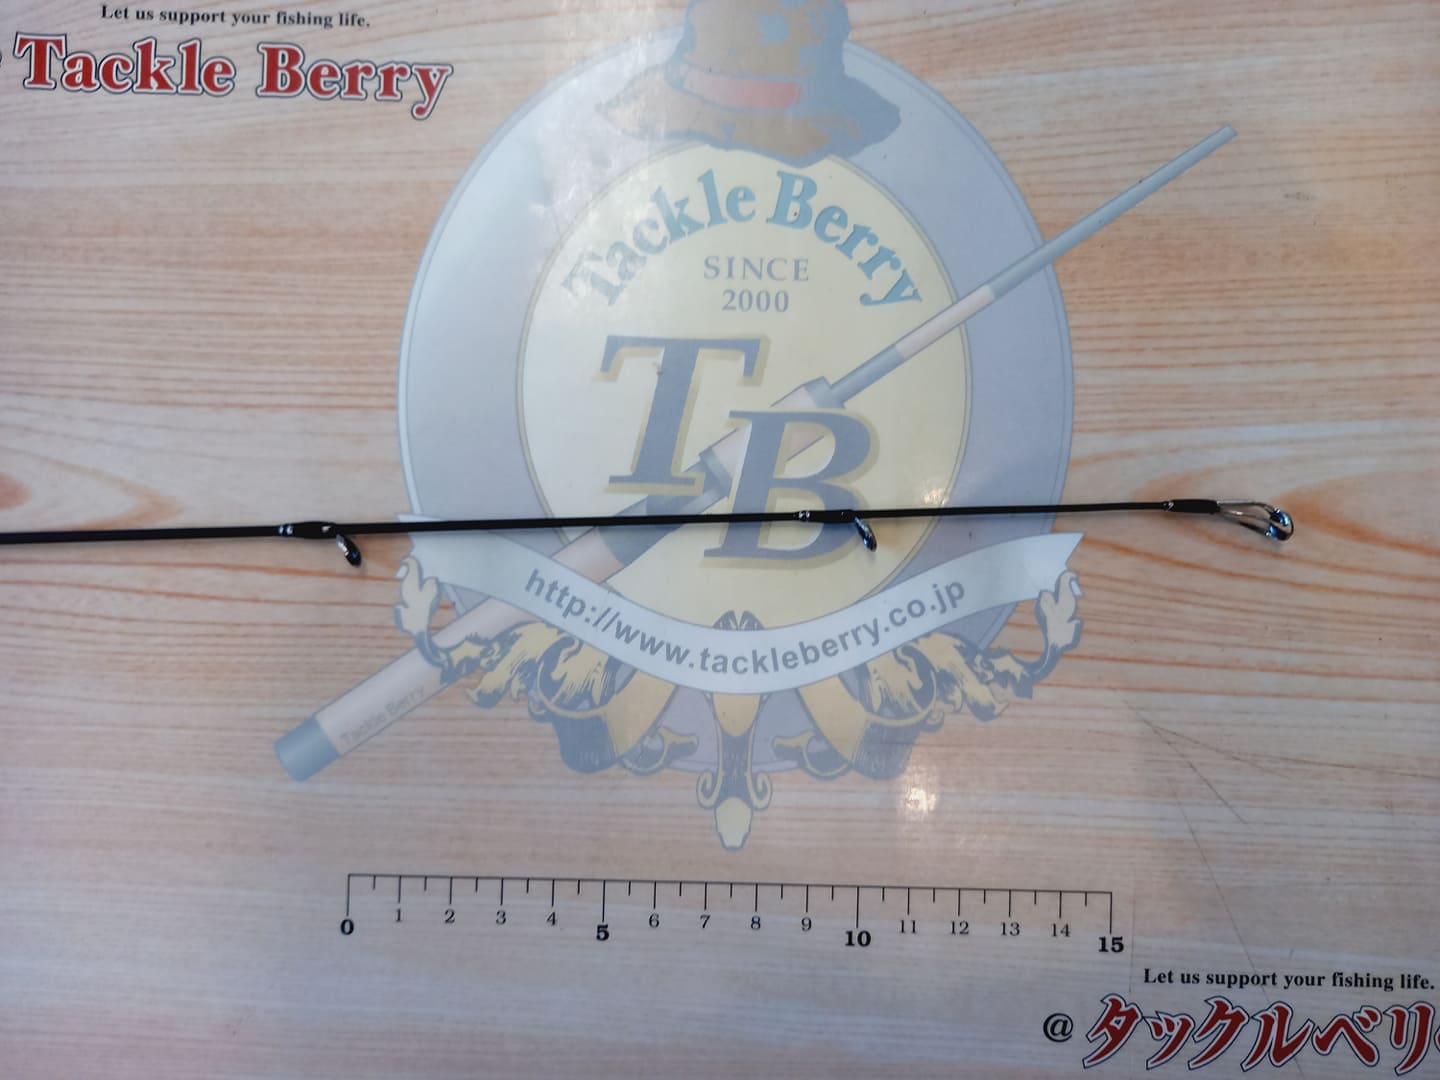 Let us support your fishing life.
Tackle Berry
Tackle Berry
SINCE
2000
TB
http://www.tackleberry.co.jp
Tackle Berry
0 1 2 3 4 5 6 7 8 9 10 11 12 13 14 15
Let us support your fishing life.
@ タックルベリ